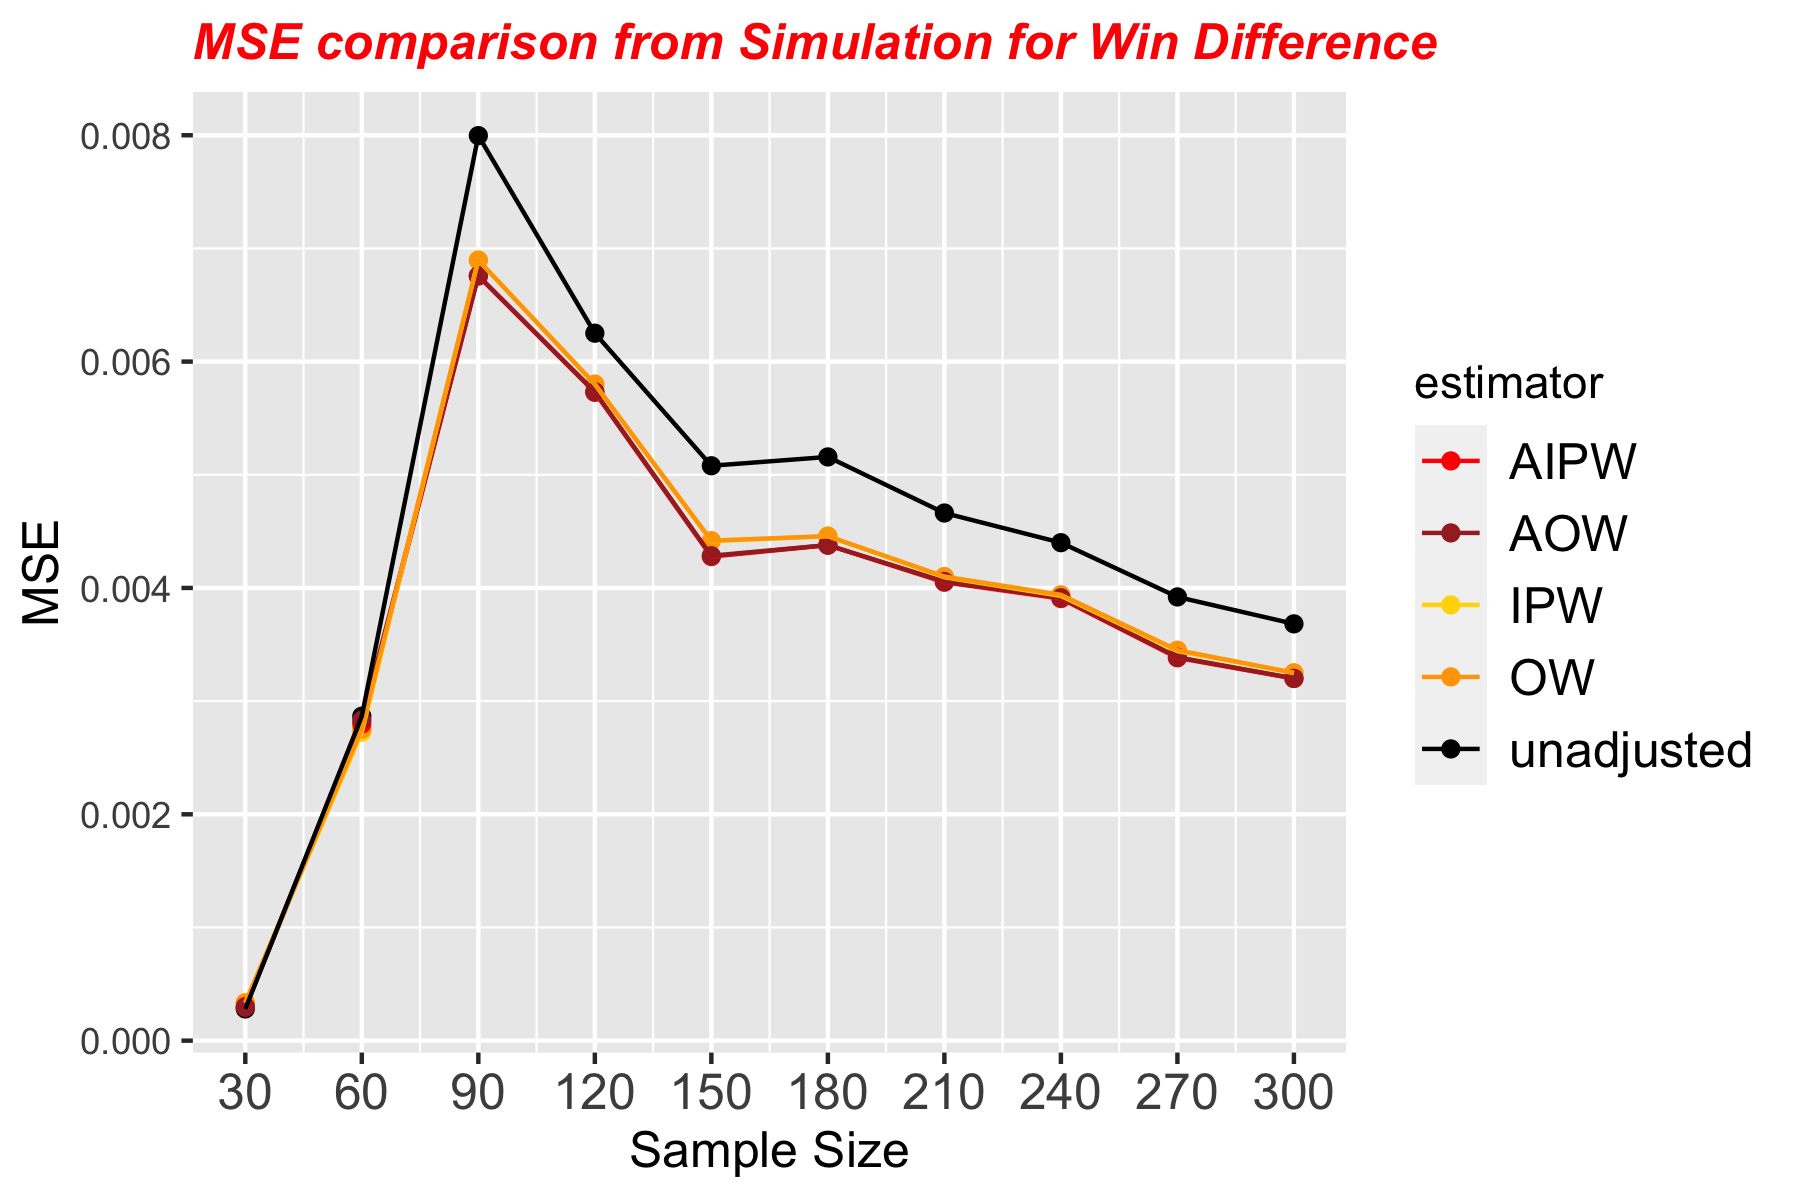 MSE comparison from Simulation for Win Difference
0.008
0.006
0.004
0.002
0.000
MSE
30 60 90 120 150 180 210 240 270 300
Sample Size
estimator
AIPW
AOW
IPW
OW
unadjusted